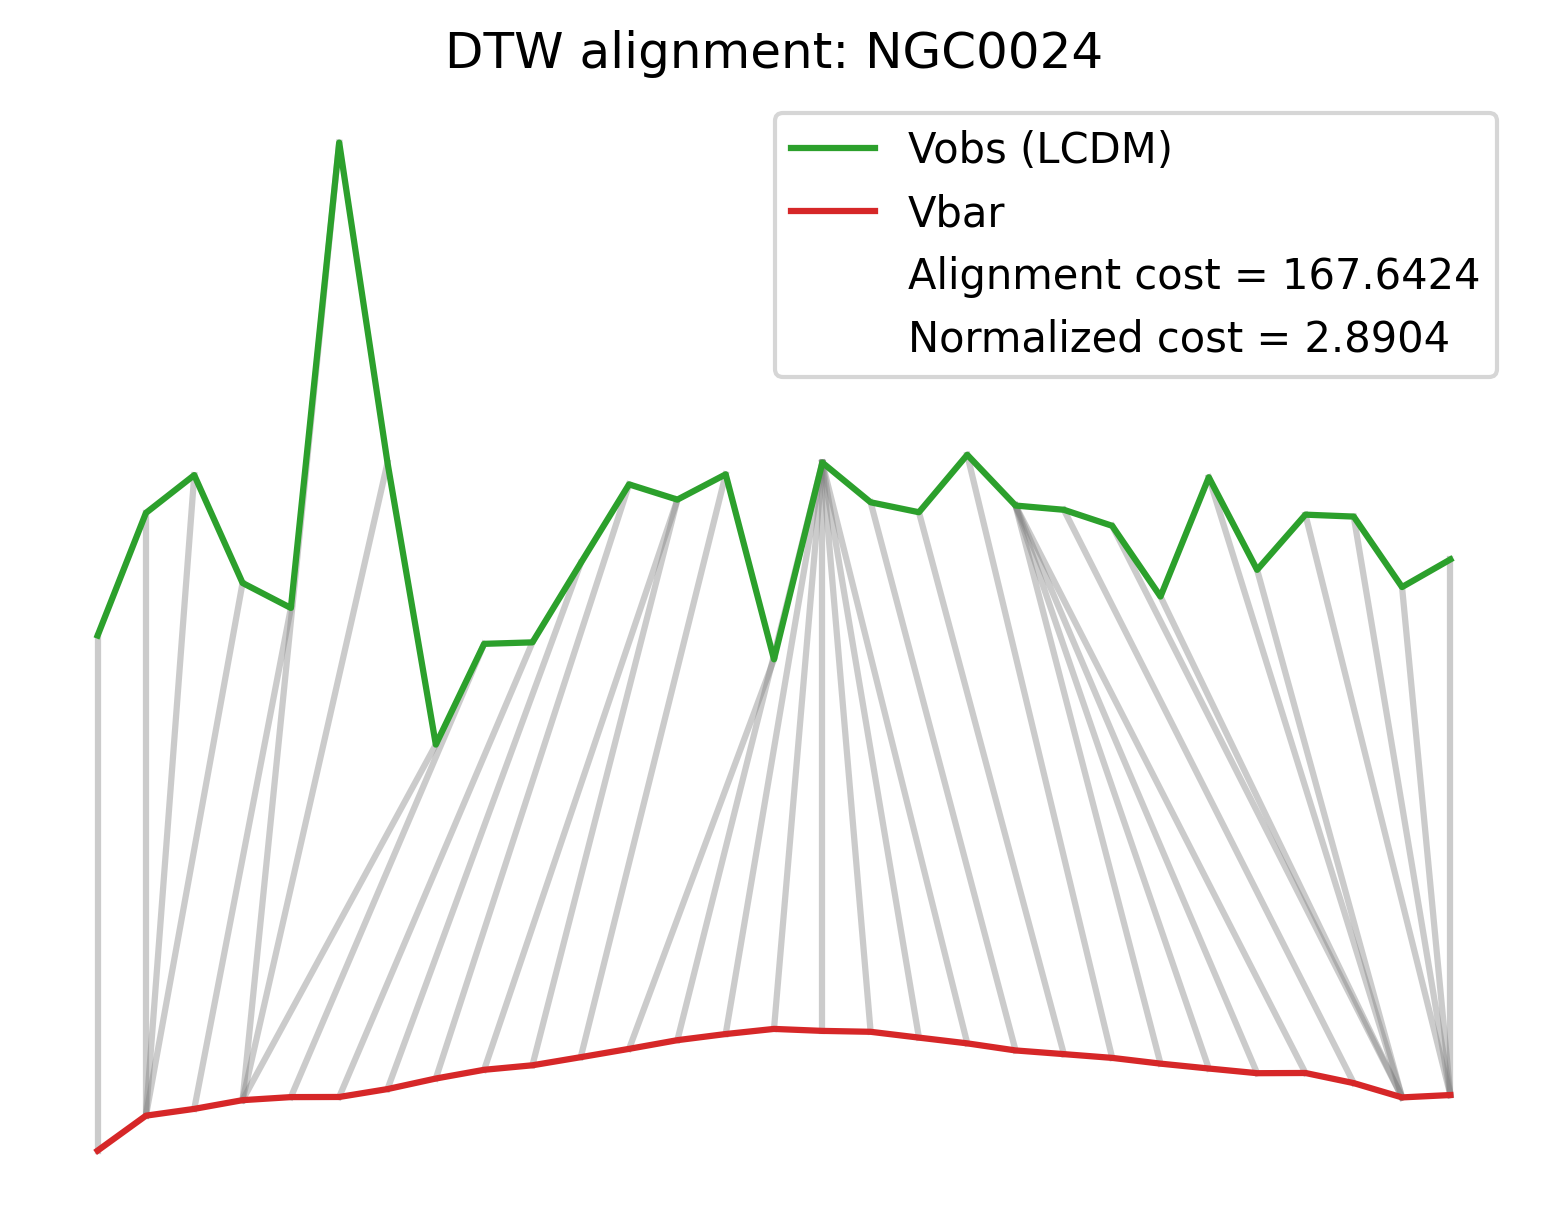 DTW alignment: NGC0024
Vobs (LCDM)
Vbar
Alignment cost = 167.6424
Normalized cost = 2.8904